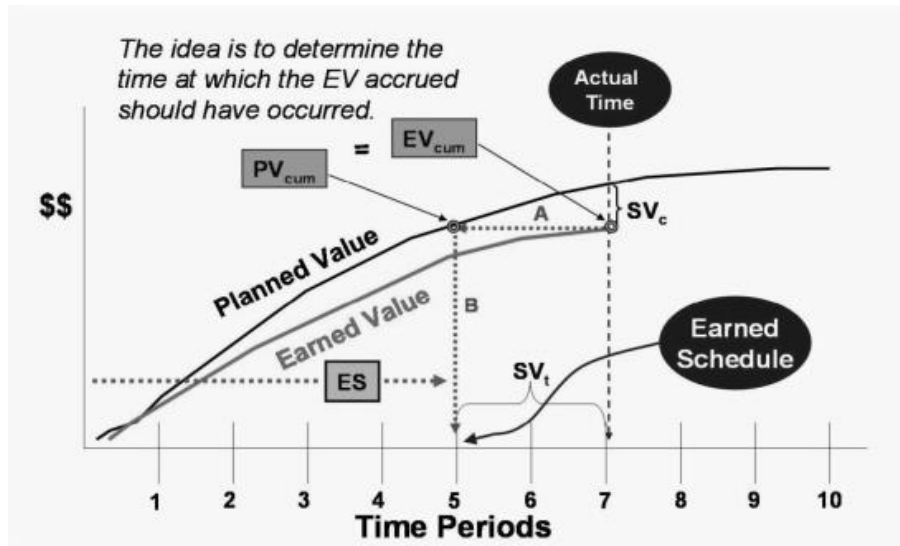 The idea is to determine the
time at which the EV accrued
should have occurred.
Actual
Time
EVcum
=
PVcum
$$
A
SVc
Planned Value
Earned Value
B
Earned
Schedule
ES
SVt
1 2 3 4 5 6 7 8 9 10
Time Periods